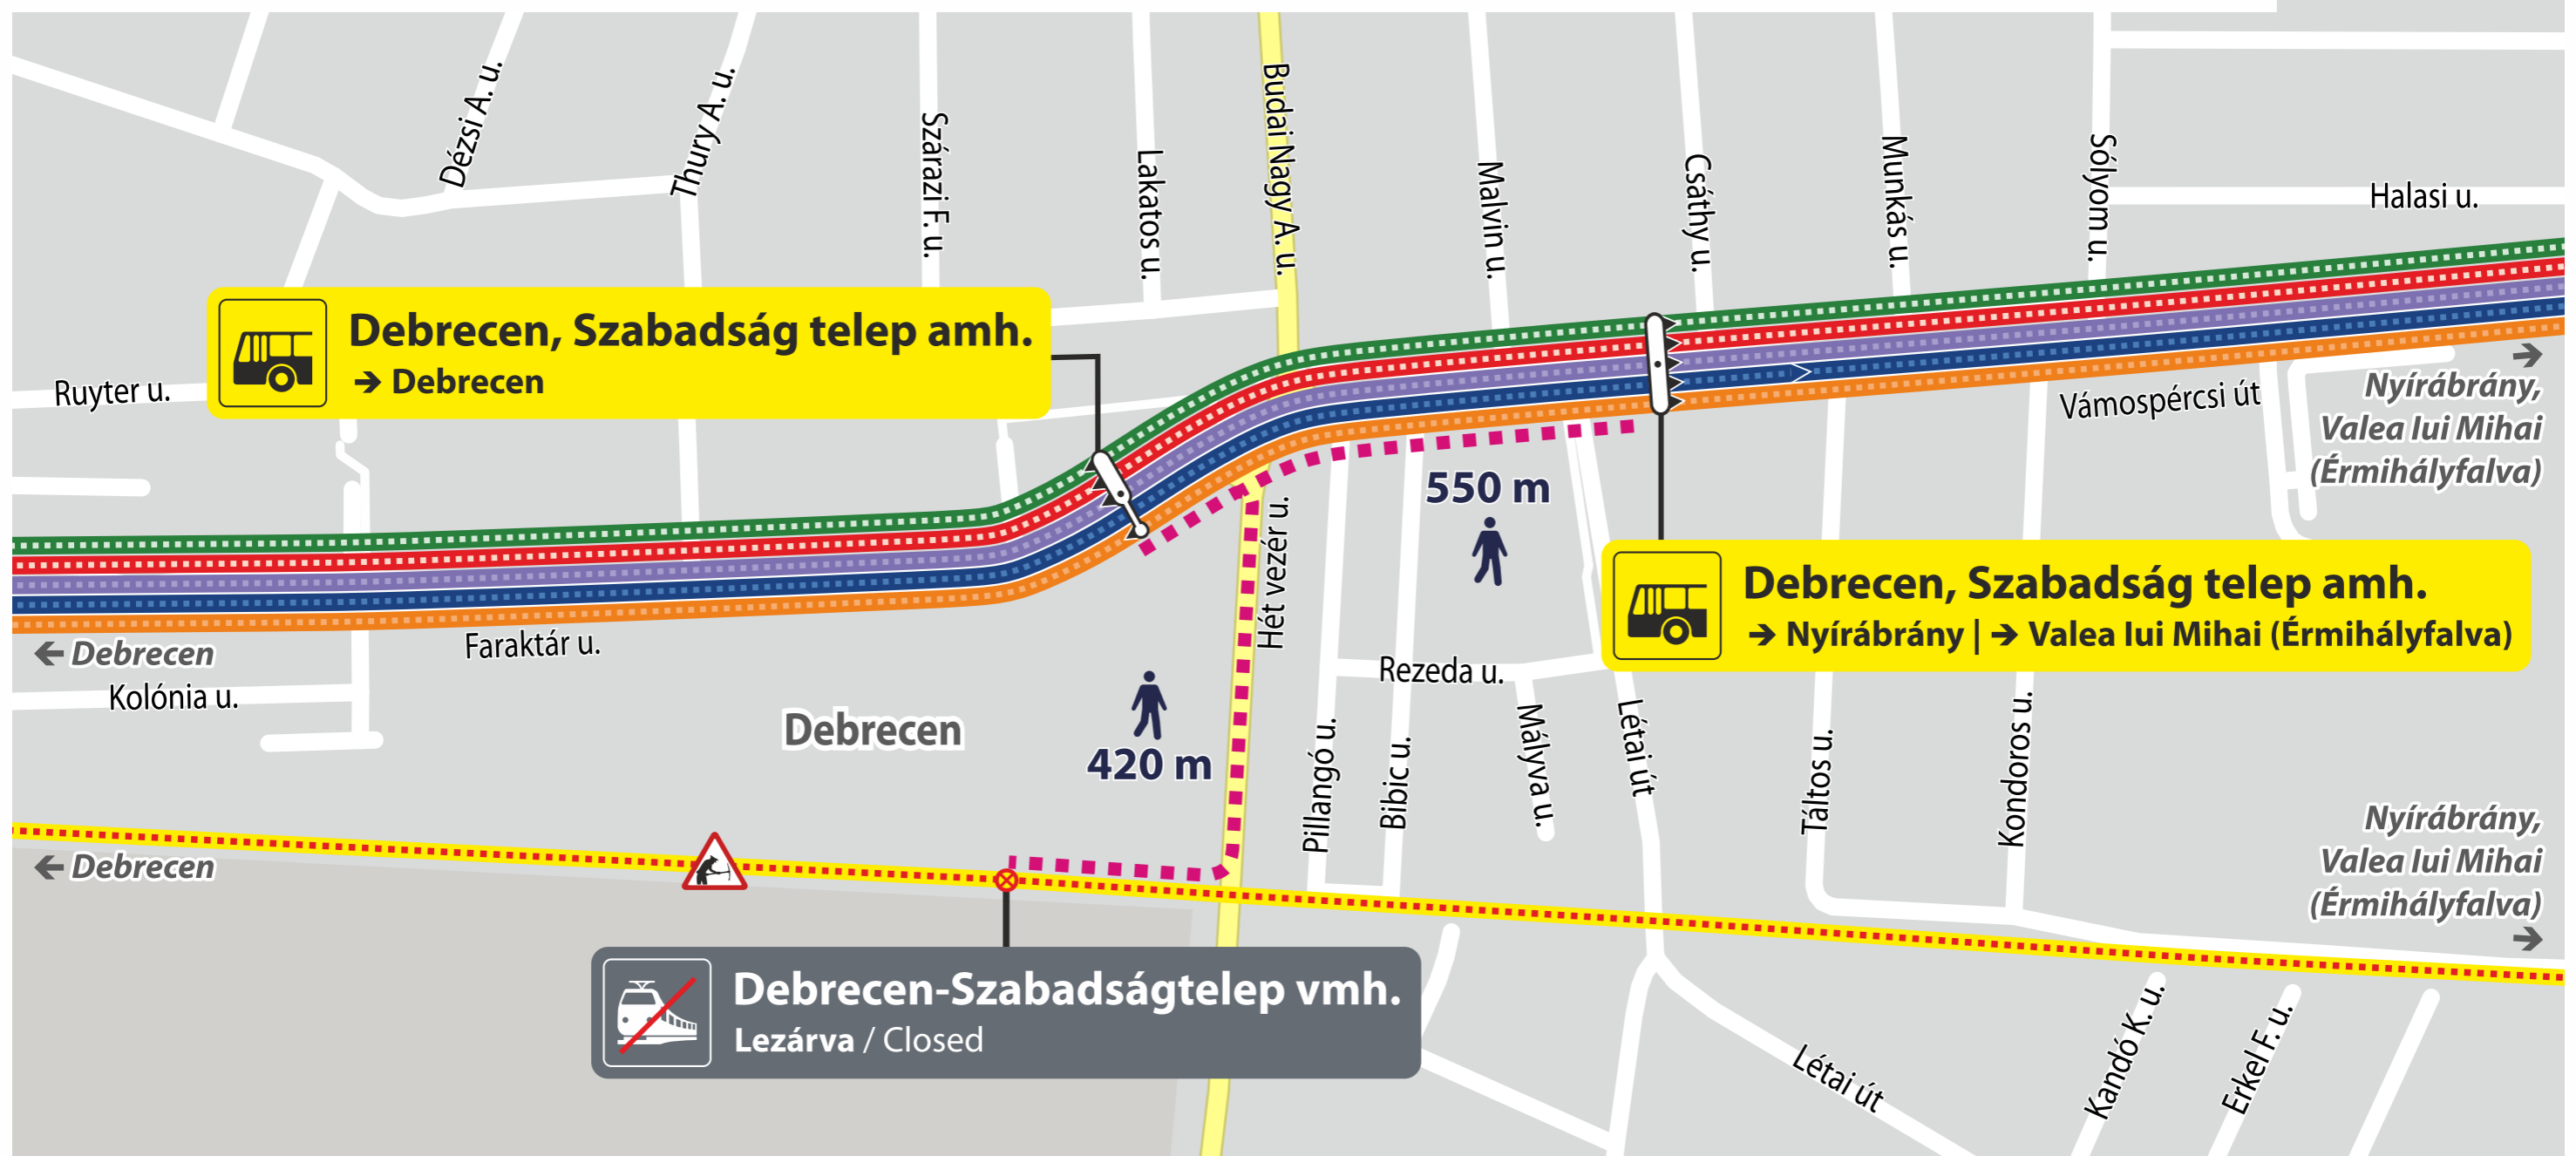 Dézsi A. u.
Thury A. u.
Szárazi F. u.
Lakatos u.
Budai Nagy A. u.
Malvin u.
Csáthy u.
Munkás u.
Sólyom u.
Halasi u.
Ruyter u.
Debrecen, Szabadság telep amh.
➔ Debrecen
Vámospércsi út
→
Nyírábrány,
Valea Iui Mihai
(Érmihályfalva)
550 m
Hét vezér u.
Debrecen, Szabadság telep amh.
➔ Nyírábrány | ➔ Valea Iui Mihai (Érmihályfalva)
← Debrecen
Faraktár u.
Kolónia u.
Debrecen
420 m
Rezeda u.
Pillangó u.
Bibic u.
Mályva u.
Létai út
Táltos u.
Kondoros u.
← Debrecen
Nyírábrány,
Valea Iui Mihai
(Érmihályfalva)
→
Debrecen-Szabadságtelep vmh.
Lezárva / Closed
Létai út
Kandó K. u.
Erkel F. u.